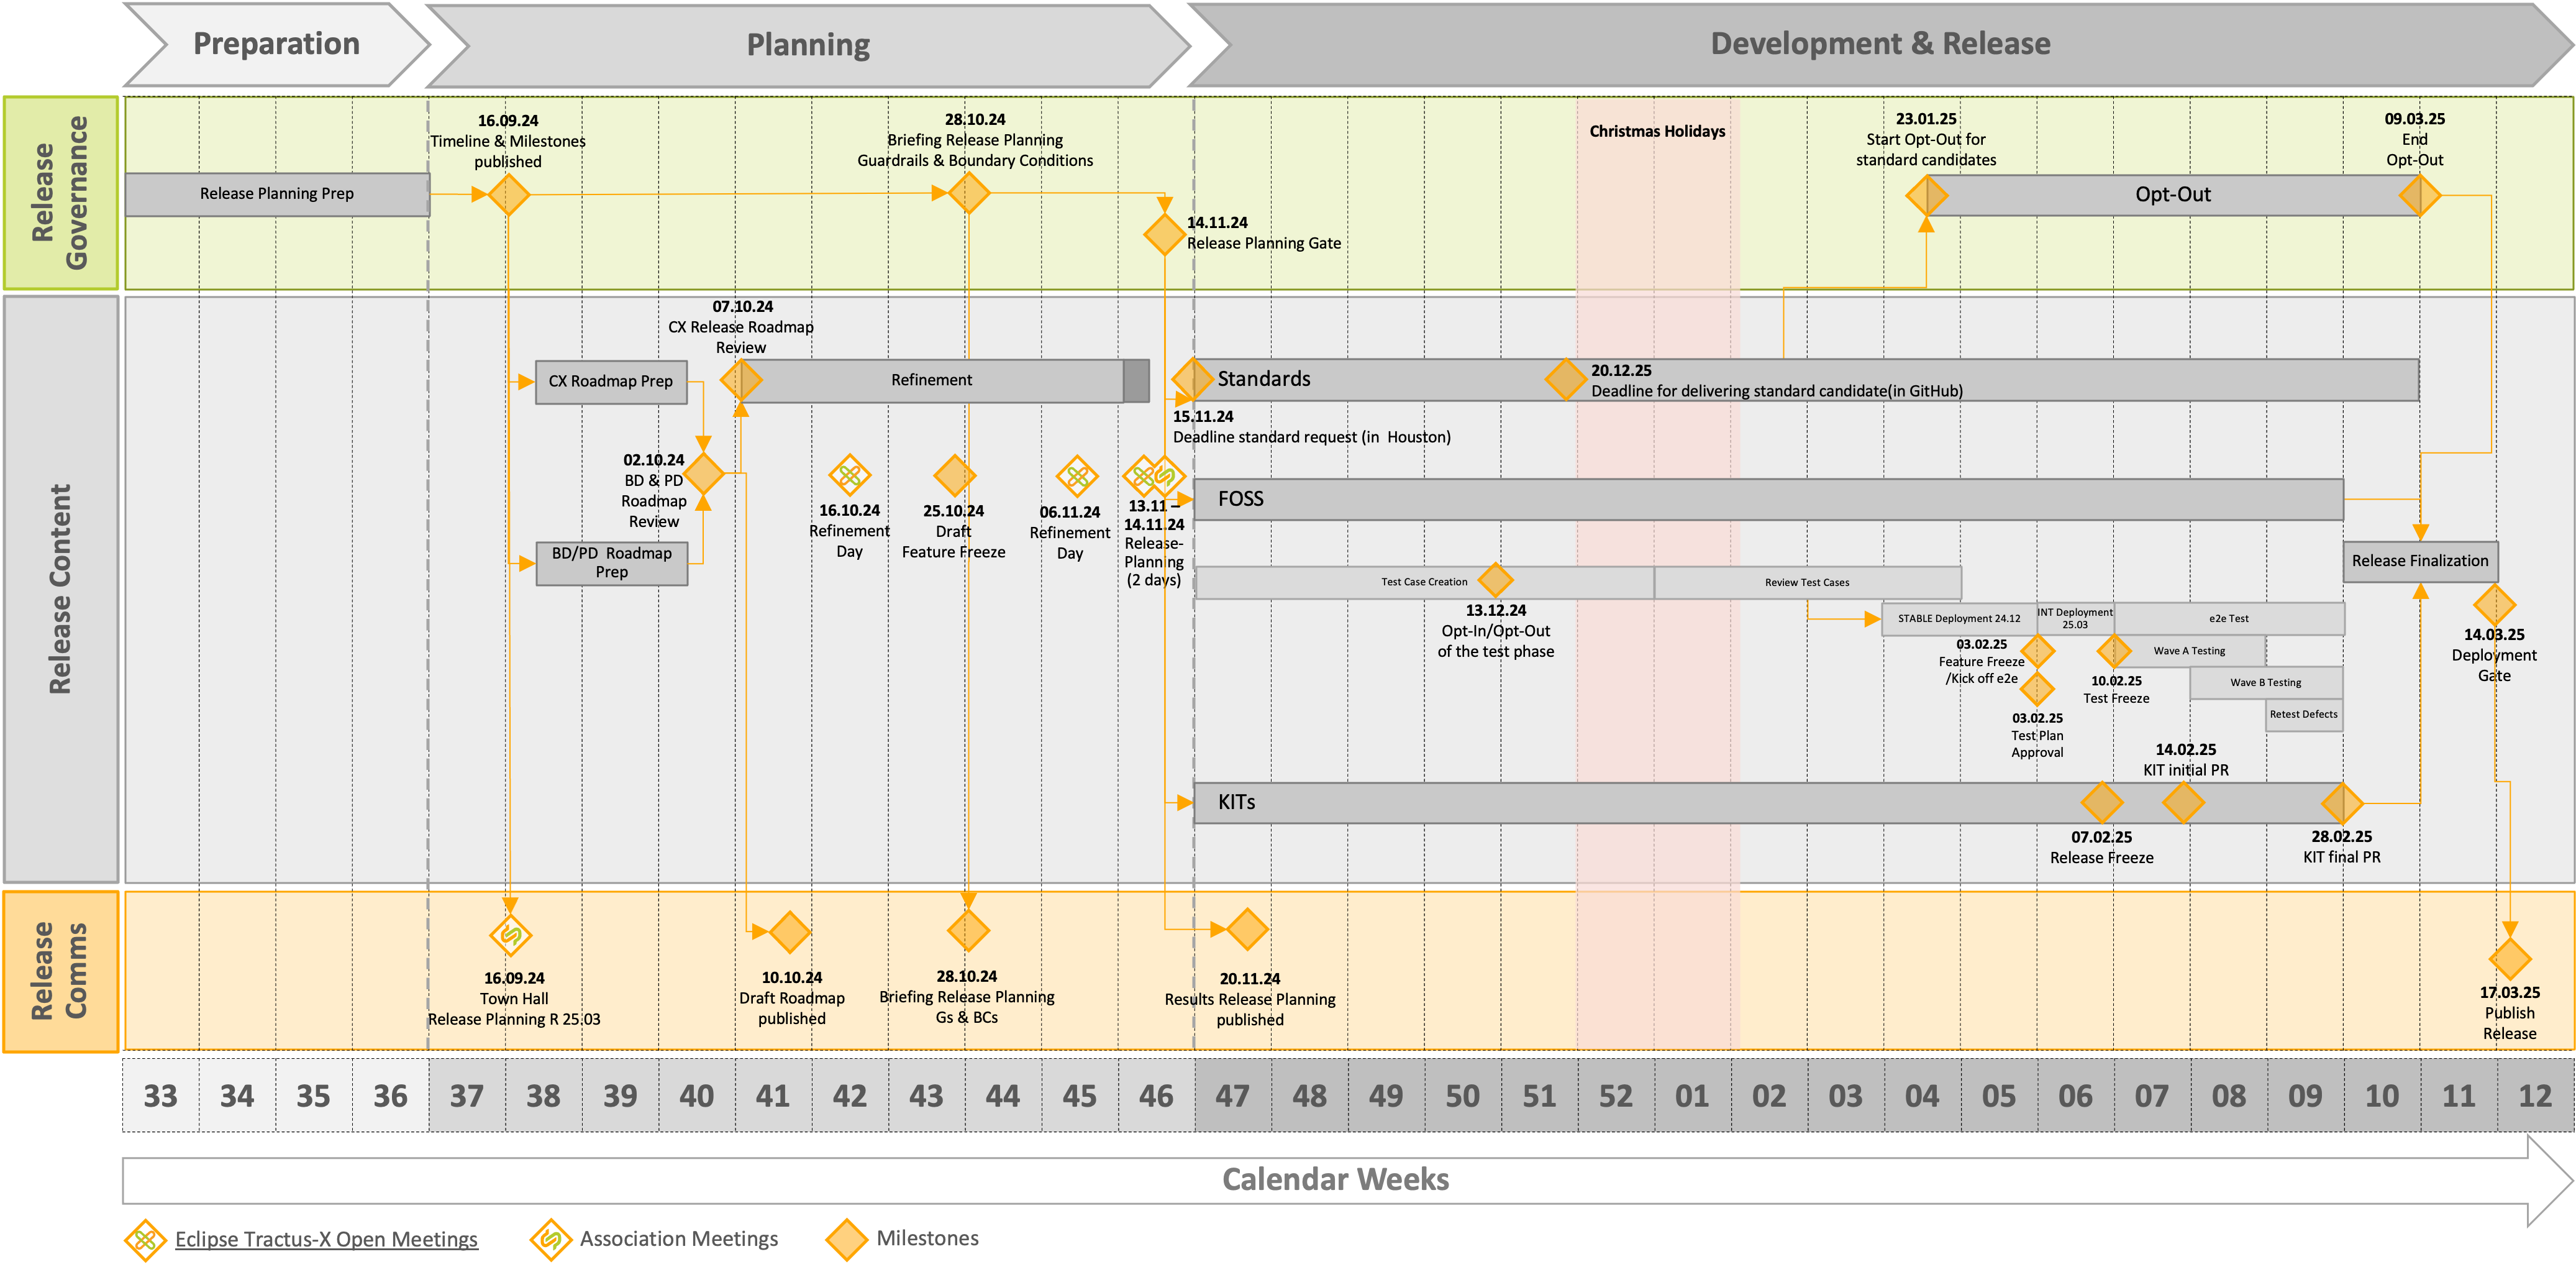 Preparation
Planning
Development & Release
Release
Governance
16.09.24
Timeline & Milestones
published
28.10.24
Briefing Release Planning
Guardrails & Boundary Conditions
Christmas Holidays
23.01.25
Start Opt-Out for
standard candidates
09.03.25
End
Opt-Out
Release Planning Prep
Opt-Out
14.11.24
Release Planning Gate
Release Content
07.10.24
CX Release Roadmap
Review
CX Roadmap Prep
Refinement
Standards
20.12.25
Deadline for delivering standard candidate(in GitHub)
15.11.24
Deadline standard request (in  Houston)
02.10.24
BD & PD
Roadmap
Review
BD/PD  Roadmap
Prep
16.10.24
Refinement
Day
25.10.24
Draft
Feature Freeze
06.11.24
Refinement
Day
13.11 –
14.11.24
Release-
Planning
(2 days)
FOSS
Release Finalization
Test Case Creation
Review Test Cases
13.12.24
Opt-In/Opt-Out
of the test phase
STABLE Deployment 24.12
INT Deployment
25.03
e2e Test
03.02.25
Feature Freeze
/Kick off e2e
Wave A Testing
10.02.25
Test Freeze
Wave B Testing
Retest Defects
03.02.25
Test Plan
Approval
14.03.25
Deployment
Gate
14.02.25
KIT initial PR
KITs
07.02.25
Release Freeze
28.02.25
KIT final PR
Release
Comms
16.09.24
Town Hall
Release Planning R 25.03
10.10.24
Draft Roadmap
published
28.10.24
Briefing Release Planning
Gs & BCs
20.11.24
Results Release Planning
published
17.03.25
Publish
Release
33 34 35 36 37 38 39 40 41 42 43 44 45 46 47 48 49 50 51 52 01 02 03 04 05 06 07 08 09 10 11 12
Calendar Weeks
Eclipse Tractus-X Open Meetings
Association Meetings
Milestones